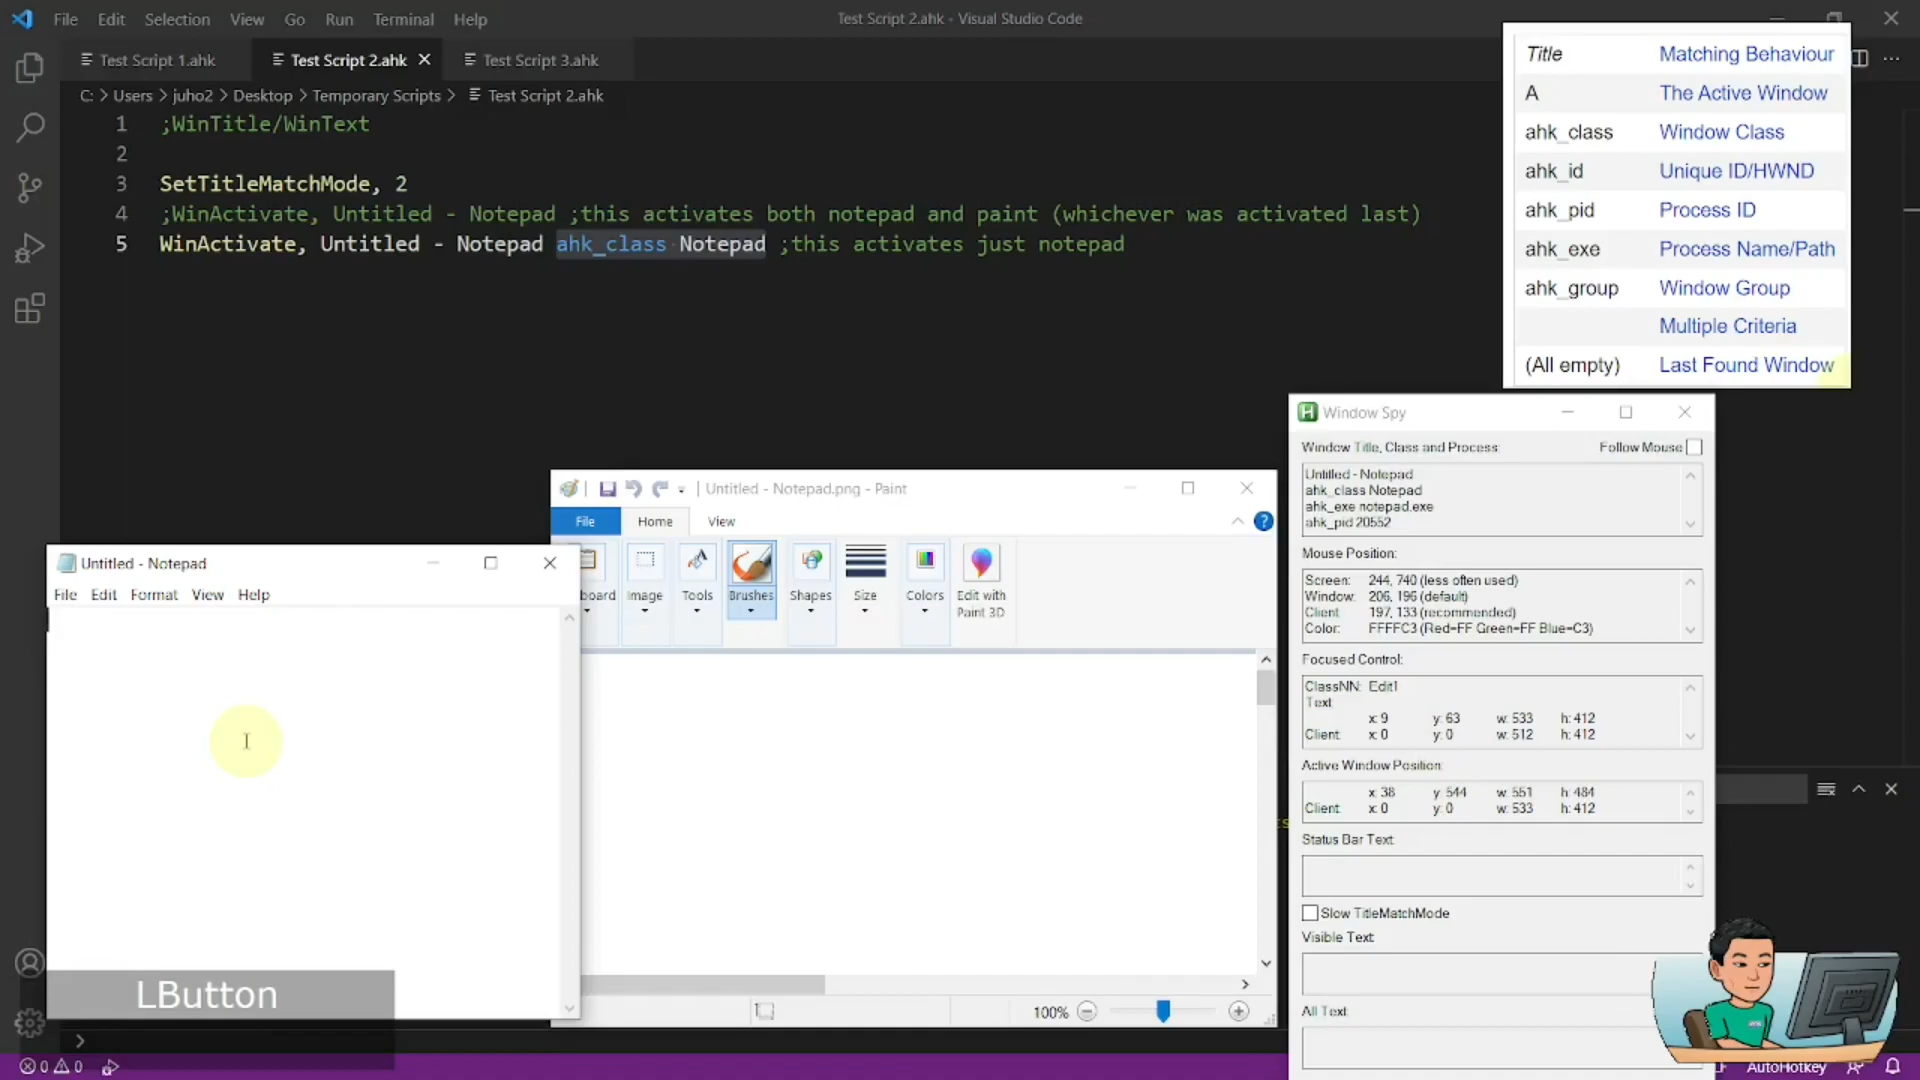 File Edit Selection View Go Run Terminal Help
Test Script 2.ahk - Visual Studio Code
Test Script 1.ahk
Test Script 2.ahk
Test Script 3.ahk
C: > Users > juho2 > Desktop > Temporary Scripts > Test Script 2.ahk
1 ;WinTitle/WinText
2
3 SetTitleMatchMode, 2
4 ;WinActivate, Untitled - Notepad ;this activates both notepad and paint (whichever was activated last)
5 WinActivate, Untitled - Notepad ahk_class Notepad ;this activates just notepad
Title Matching Behaviour
A The Active Window
ahk_class Window Class
ahk_id Unique ID/HWND
ahk_pid Process ID
ahk_exe Process Name/Path
ahk_group Window Group
Multiple Criteria
(All empty) Last Found Window
Window Spy
Window Title, Class and Process: Follow Mouse
Untitled - Notepad
ahk_class Notepad
ahk_exe notepad.exe
ahk_pid 20552
Mouse Position:
Screen: 244, 740 (less often used)
Window: 206, 196 (default)
Client: 197, 133 (recommended)
Color: FFFFC3 (Red=FF Green=FF Blue=C3)
Focused Control:
ClassNN: Edit1
Text:
x: 9 y: 63 w: 533 h: 412
Client: x: 0 y: 0 w: 512 h: 412
Active Window Position:
x: 38 y: 544 w: 551 h: 484
Client: x: 0 y: 0 w: 533 h: 412
Status Bar Text:
Slow TitleMatchMode
Visible Text:
All Text:
Untitled - Notepad.png - Paint
File Home View
board Image Tools Brushes Shapes Size Colors Edit with
Paint 3D
100%
Untitled - Notepad
File Edit Format View Help
LButton
0 0
AutoHotkey